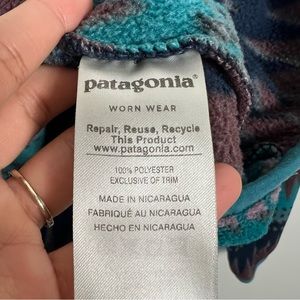 patagonia®
WORN WEAR
Repair, Reuse, Recycle
This Product
www.patagonia.com
100% POLYESTER
EXCLUSIVE OF TRIM
MADE IN NICARAGUA
FABRIQUÉ AU NICARAGUA
HECHO EN NICARAGUA